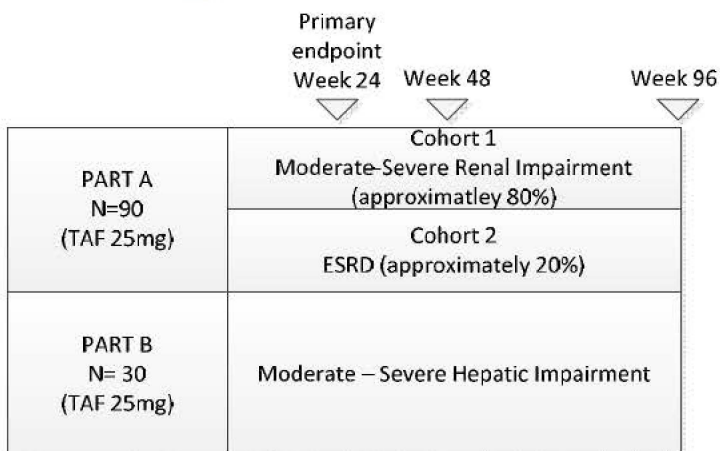 Primary
endpoint
Week 24 Week 48 Week 96
PART A
N=90
(TAF 25mg)
Cohort 1
Moderate-Severe Renal Impairment
(approximatley 80%)
Cohort 2
ESRD (approximately 20%)
PART B
N= 30
(TAF 25mg)
Moderate – Severe Hepatic Impairment